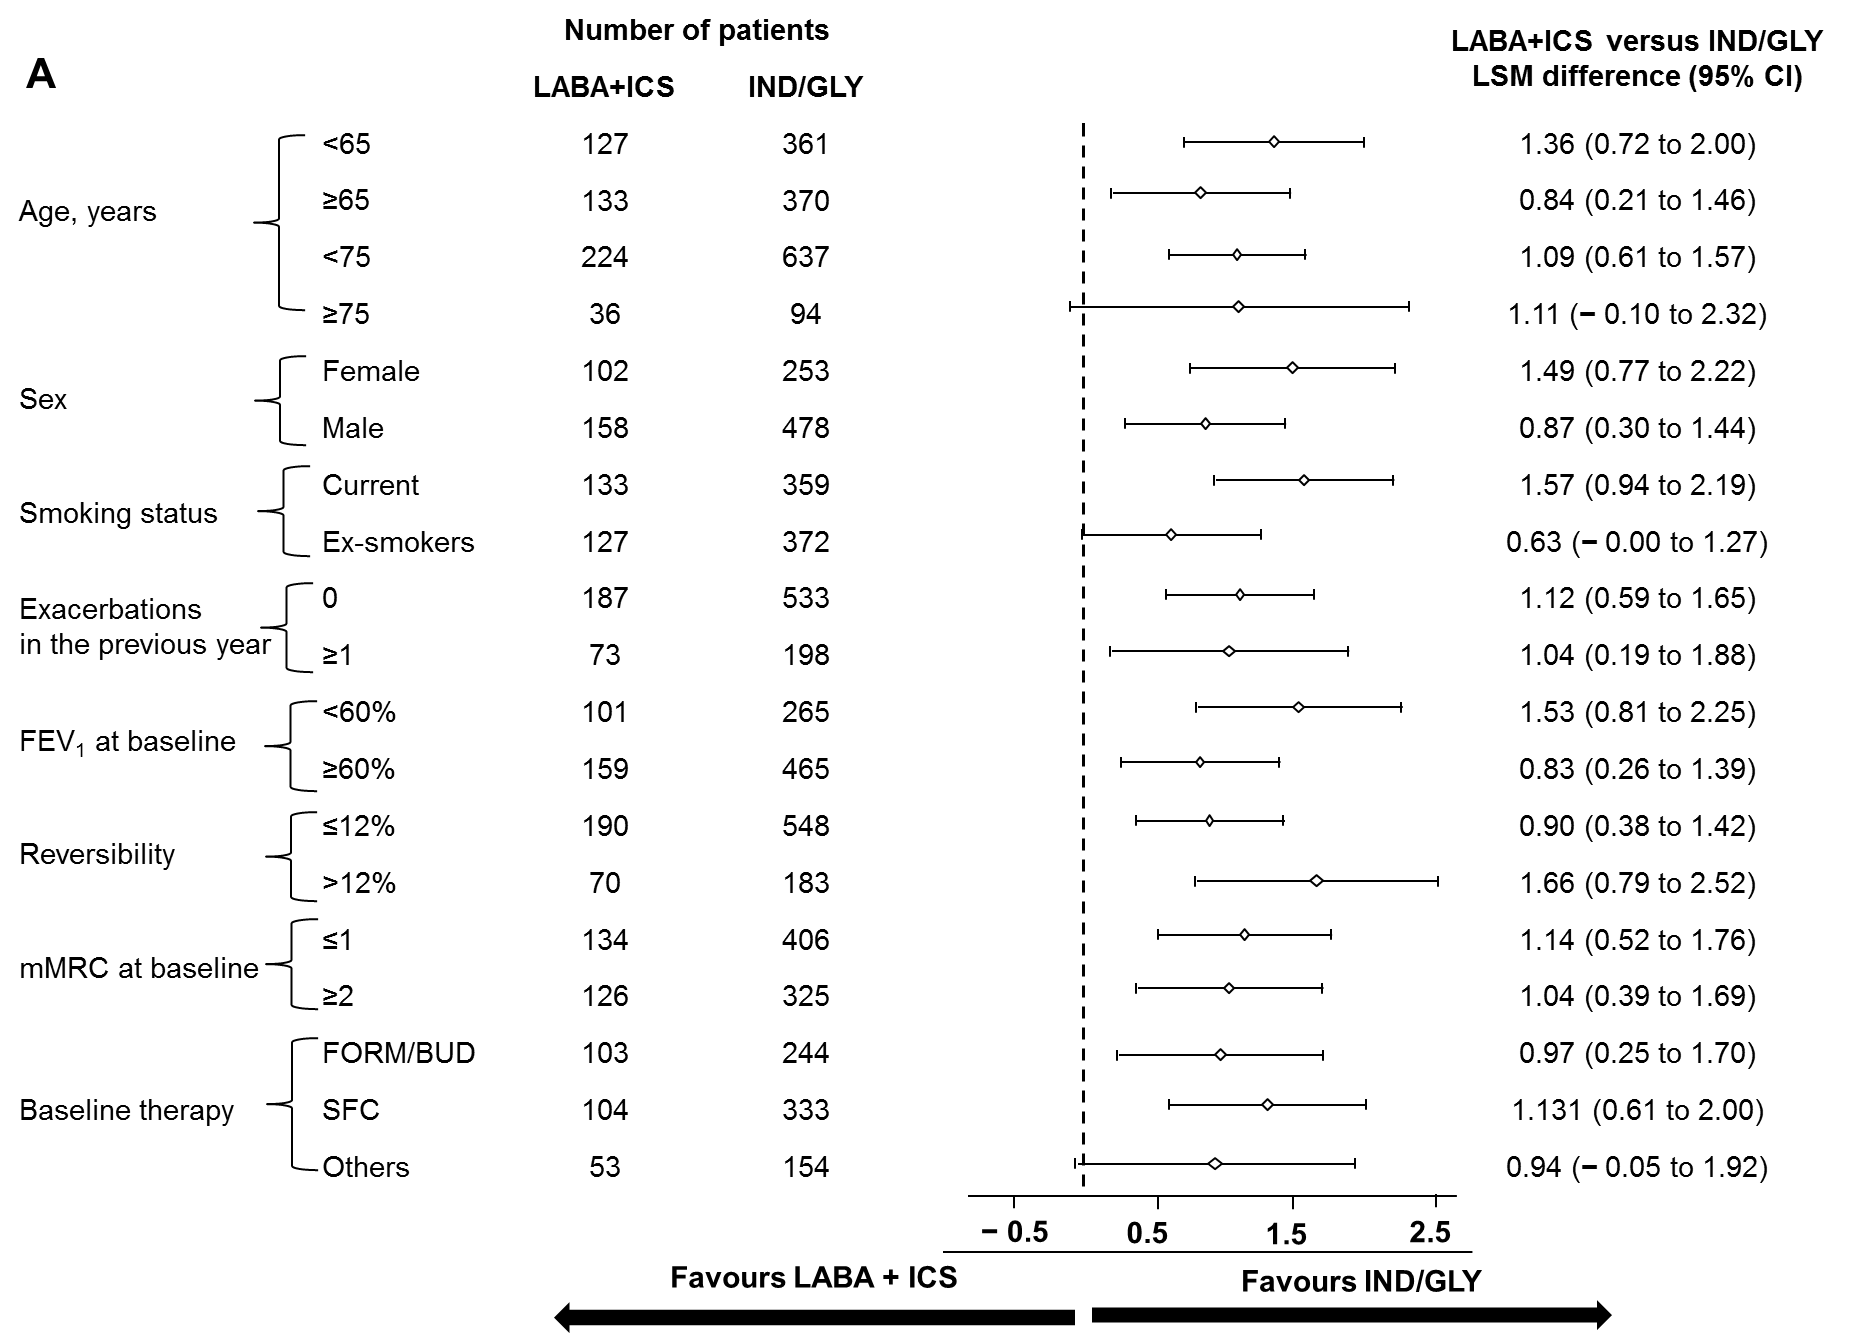 A
Number of patients
LABA+ICS IND/GLY
LABA+ICS versus IND/GLY
LSM difference (95% CI)
Age, years
<65 127 361 1.36 (0.72 to 2.00)
≥65 133 370 0.84 (0.21 to 1.46)
<75 224 637 1.09 (0.61 to 1.57)
≥75 36 94 1.11 (− 0.10 to 2.32)
Sex
Female 102 253 1.49 (0.77 to 2.22)
Male 158 478 0.87 (0.30 to 1.44)
Smoking status
Current 133 359 1.57 (0.94 to 2.19)
Ex-smokers 127 372 0.63 (− 0.00 to 1.27)
Exacerbations
in the previous year
0 187 533 1.12 (0.59 to 1.65)
≥1 73 198 1.04 (0.19 to 1.88)
FEV1 at baseline
<60% 101 265 1.53 (0.81 to 2.25)
≥60% 159 465 0.83 (0.26 to 1.39)
Reversibility
≤12% 190 548 0.90 (0.38 to 1.42)
>12% 70 183 1.66 (0.79 to 2.52)
mMRC at baseline
≤1 134 406 1.14 (0.52 to 1.76)
≥2 126 325 1.04 (0.39 to 1.69)
Baseline therapy
FORM/BUD 103 244 0.97 (0.25 to 1.70)
SFC 104 333 1.131 (0.61 to 2.00)
Others 53 154 0.94 (− 0.05 to 1.92)
− 0.5 0.5 1.5 2.5
Favours LABA + ICS Favours IND/GLY